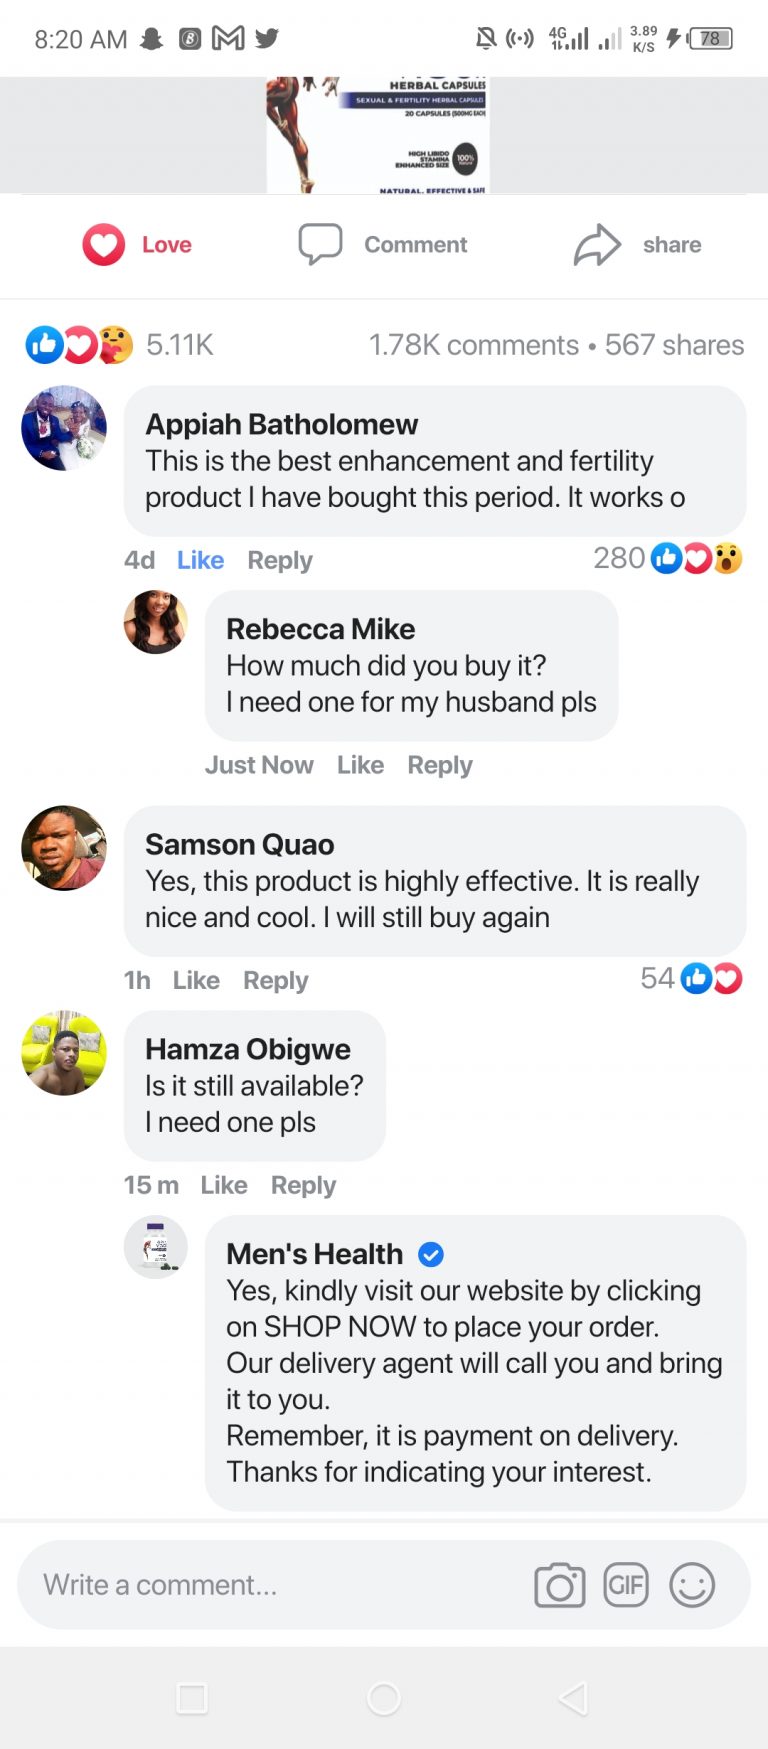 8:20 AM
4G
3.89
K/S
78
HERBAL CAPSULES
SEXUAL & FERTILITY HERBAL CAPSULES
20 CAPSULES (500MG EACH)
HIGH LIBIDO
STAMINA
ENHANCED SIZE
100%
NATURAL, EFFECTIVE & SAFE
Love
Comment
share
5.11K
1.78K comments • 567 shares
Appiah Batholomew
This is the best enhancement and fertility
product I have bought this period. It works o
4d Like Reply
280
Rebecca Mike
How much did you buy it?
I need one for my husband pls
Just Now Like Reply
Samson Quao
Yes, this product is highly effective. It is really
nice and cool. I will still buy again
1h Like Reply
54
Hamza Obigwe
Is it still available?
I need one pls
15 m Like Reply
Men's Health
Yes, kindly visit our website by clicking
on SHOP NOW to place your order.
Our delivery agent will call you and bring
it to you.
Remember, it is payment on delivery.
Thanks for indicating your interest.
Write a comment...
GIF